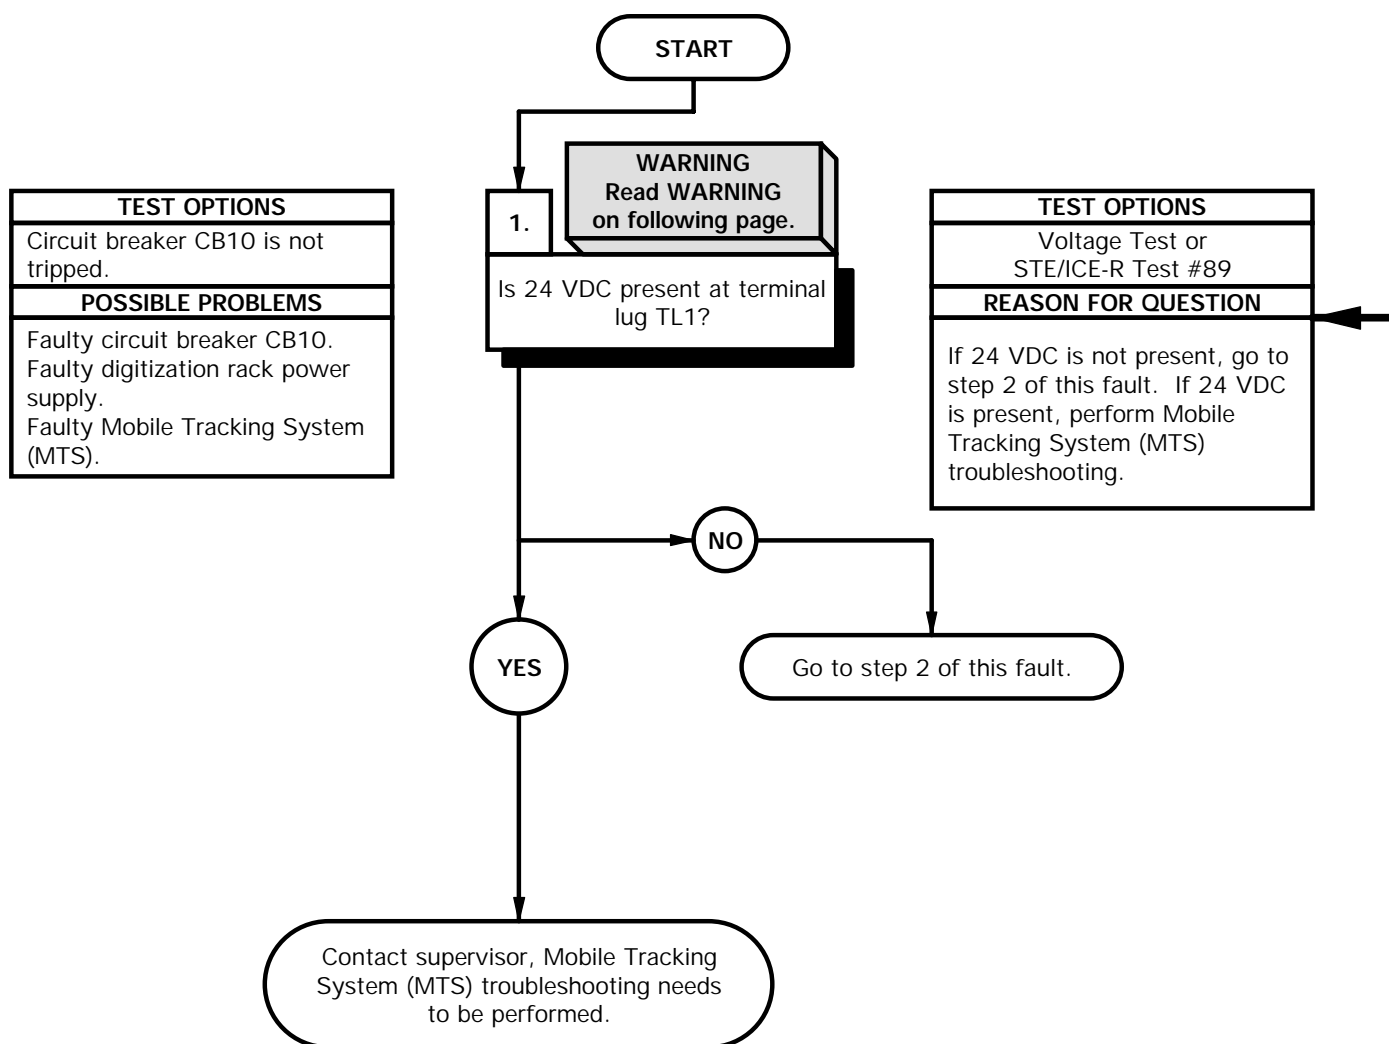 START
WARNING
Read WARNING
on following page.
1.
Is 24 VDC present at terminal
lug TL1?
TEST OPTIONS
Circuit breaker CB10 is not
tripped.
POSSIBLE PROBLEMS
Faulty circuit breaker CB10.
Faulty digitization rack power
supply.
Faulty Mobile Tracking System
(MTS).
TEST OPTIONS
Voltage Test or
STE/ICE-R Test #89
REASON FOR QUESTION
If 24 VDC is not present, go to
step 2 of this fault.  If 24 VDC
is present, perform Mobile
Tracking System (MTS)
troubleshooting.
NO
YES
Go to step 2 of this fault.
Contact supervisor, Mobile Tracking
System (MTS) troubleshooting needs
to be performed.